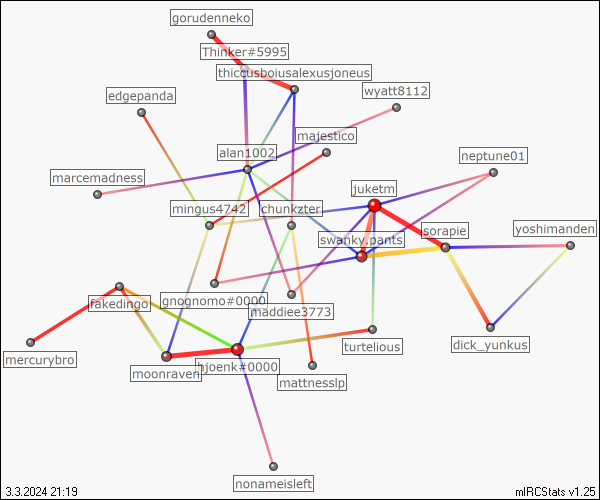 gorudenneko
Thinker#5995
thiccusboiusalexusjoneus
wyatt8112
edgepanda
majestico
alan1002
neptune01
marcemadness
juketm
mingus4742
chunkzter
yoshimanden
sorapie
swanky.pants
gnognomo#0000
fakedingo
maddiee3773
turtelious
dick_yunkus
mercurybro
hjoenk#0000
moonraven
mattnesslp
nonameisleft
3.3.2024 21:19
mIRCStats v1.25